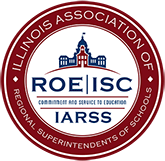 ILLINOIS ASSOCIATION OF
ROE|ISC
COMMITMENT AND SERVICE TO EDUCATION
IARSS
REGIONAL SUPERINTENDENTS OF SCHOOLS